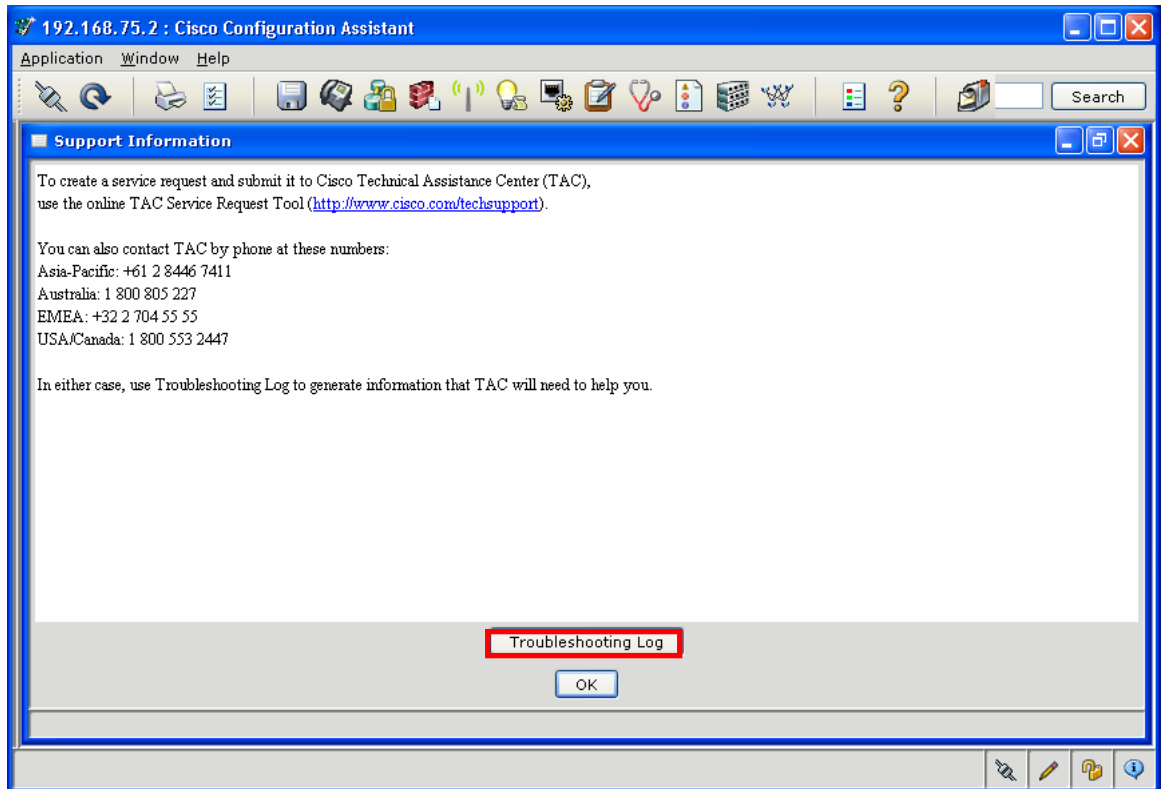 192.168.75.2 : Cisco Configuration Assistant
Application Window Help
Search
Support Information
To create a service request and submit it to Cisco Technical Assistance Center (TAC),
use the online TAC Service Request Tool (http://www.cisco.com/techsupport).
You can also contact TAC by phone at these numbers:
Asia-Pacific: +61 2 8446 7411
Australia: 1 800 805 227
EMEA: +32 2 704 55 55
USA/Canada: 1 800 553 2447
In either case, use Troubleshooting Log to generate information that TAC will need to help you.
Troubleshooting Log
OK